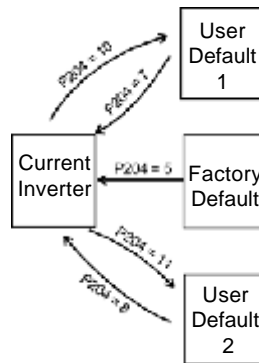 User
Default
1
P204 = 10
P204 = 7
Current
Inverter
P204 = 5
Factory
Default
P204 = 11
P204 = 8
User
Default
2